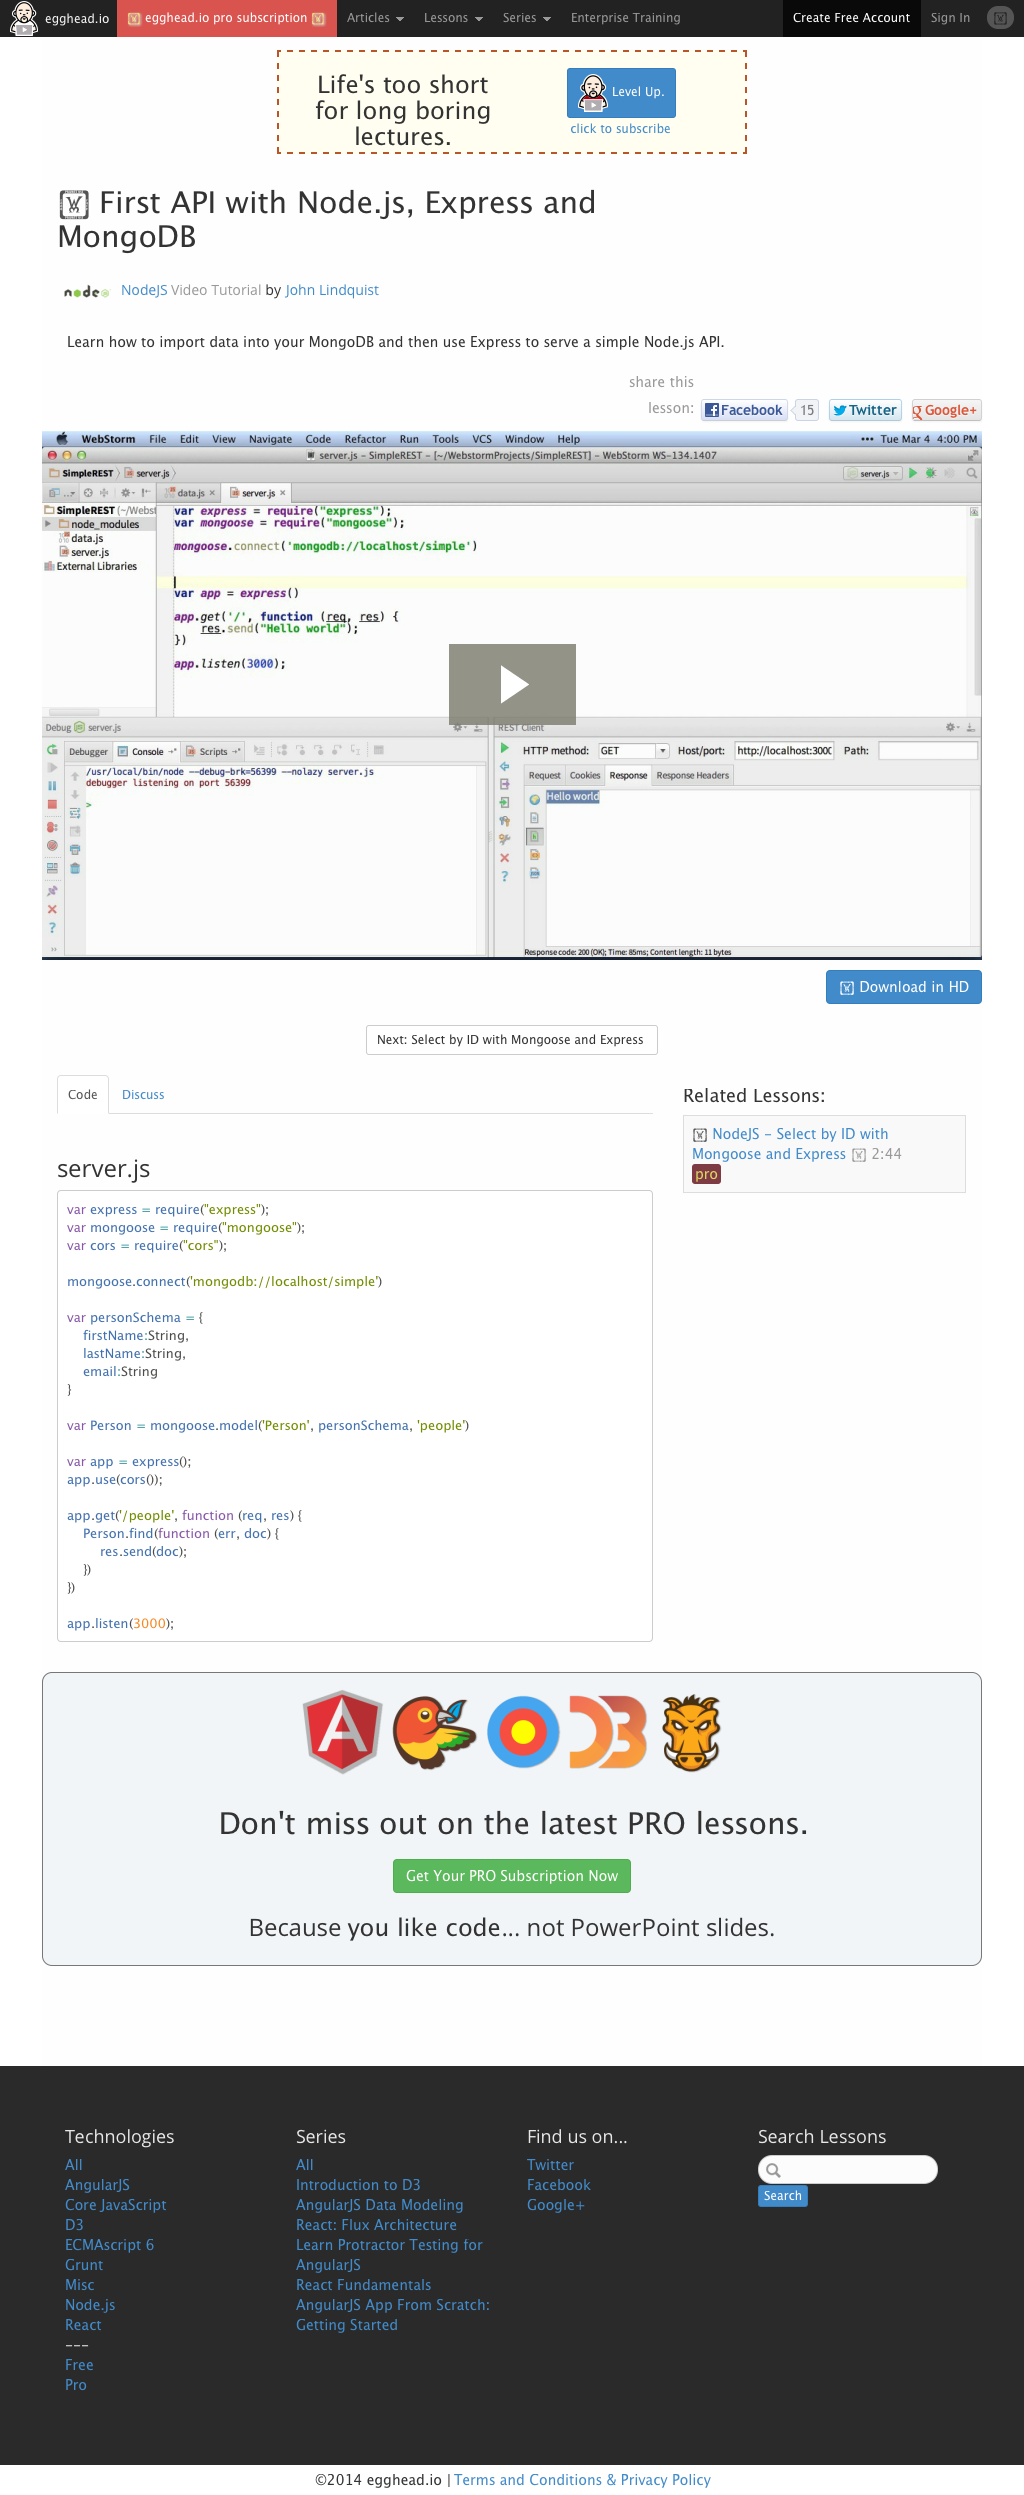 egghead.io
egghead.io pro subscription
Articles
Lessons
Series
Enterprise Training
Create Free Account
Sign In
Life's too short
for long boring
lectures.
Level Up.
click to subscribe
First API with Node.js, Express and
MongoDB
node
NodeJS Video Tutorial by John Lindquist
Learn how to import data into your MongoDB and then use Express to serve a simple Node.js API.
share this
lesson:
Facebook
15
Twitter
Google+
WebStorm File Edit View Navigate Code Refactor Run Tools VCS Window Help
Tue Mar 4 4:00 PM
server.js - SimpleREST - [~/WebstormProjects/SimpleREST] - WebStorm WS-134.1407
SimpleREST
server.js
server.js
data.js
server.js
SimpleREST (~/Webst
node_modules
data.js
server.js
External Libraries
var express = require("express");
var mongoose = require("mongoose");
mongoose.connect('mongodb://localhost/simple')
var app = express()
app.get('/', function (req, res) {
res.send("Hello world");
})
app.listen(3000);
Debug server.js
REST Client
Debugger
Console
Scripts
/usr/local/bin/node --debug-brk=56399 --nolazy server.js
debugger listening on port 56399
>
HTTP method: GET Host/port: http://localhost:300 Path:
Request Cookies Response Response Headers
Hello world
Response code: 200 (OK); Time: 85ms; Content length: 11 bytes
Download in HD
Next: Select by ID with Mongoose and Express
Code
Discuss
Related Lessons:
NodeJS - Select by ID with
Mongoose and Express 2:44
pro
server.js
var express = require("express");
var mongoose = require("mongoose");
var cors = require("cors");
mongoose.connect('mongodb://localhost/simple')
var personSchema = {
firstName:String,
lastName:String,
email:String
}
var Person = mongoose.model('Person', personSchema, 'people')
var app = express();
app.use(cors());
app.get('/people', function (req, res) {
Person.find(function (err, doc) {
res.send(doc);
})
})
app.listen(3000);
Don't miss out on the latest PRO lessons.
Get Your PRO Subscription Now
Because you like code... not PowerPoint slides.
Technologies
All
AngularJS
Core JavaScript
D3
ECMAscript 6
Grunt
Misc
Node.js
React
---
Free
Pro
Series
All
Introduction to D3
AngularJS Data Modeling
React: Flux Architecture
Learn Protractor Testing for
AngularJS
React Fundamentals
AngularJS App From Scratch:
Getting Started
Find us on...
Twitter
Facebook
Google+
Search Lessons
Search
©2014 egghead.io | Terms and Conditions & Privacy Policy